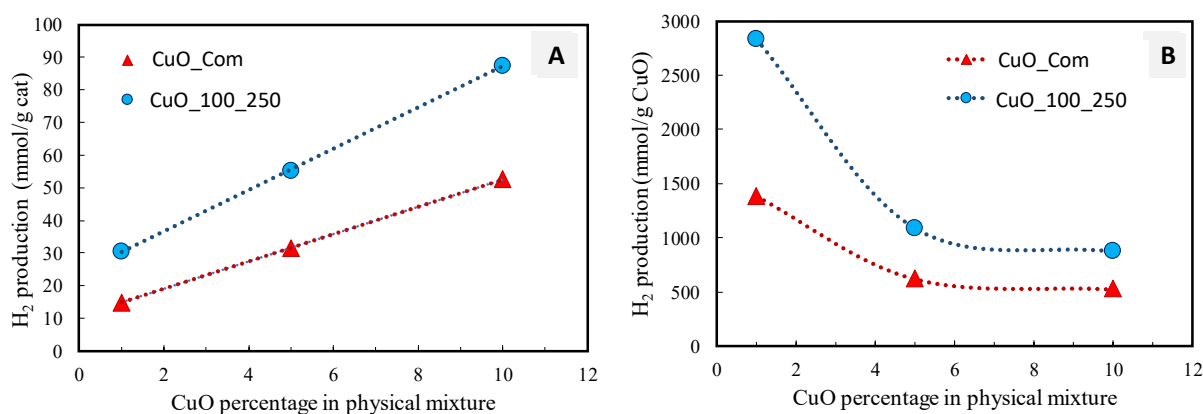 A
CuO_Com
CuO_100_250
H2 production (mmol/g cat)
100
90
80
70
60
50
40
30
20
10
0
0 2 4 6 8 10 12
CuO percentage in physical mixture
B
CuO_Com
CuO_100_250
H2 production (mmol/g CuO)
3000
2500
2000
1500
1000
500
0
0 2 4 6 8 10 12
CuO percentage in physical mixture